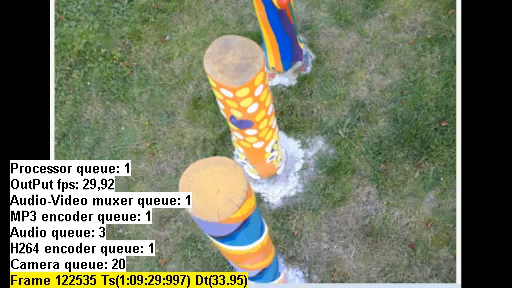 Processor queue: 1
OutPut fps: 29,92
Audio-Video muxer queue: 1
MP3 encoder queue: 1
Audio queue: 3
H264 encoder queue: 1
Camera queue: 20
Frame 122535 Ts(1:09:29:997) Dt(33.95)